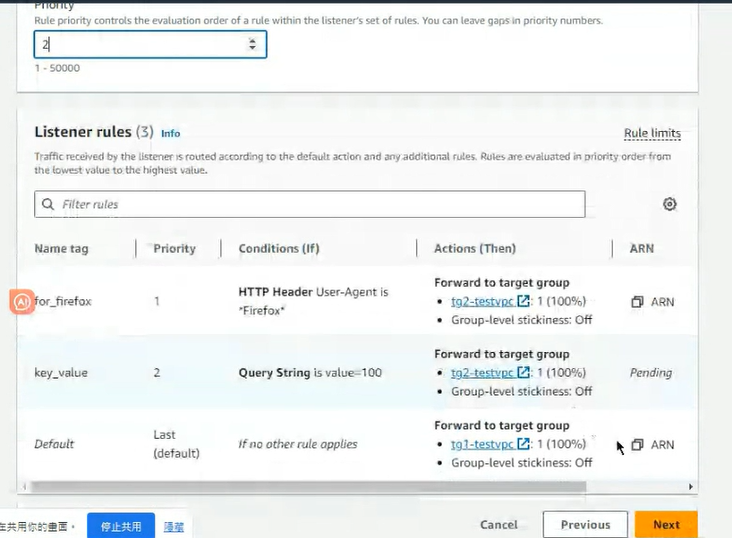 Priority
Rule priority controls the evaluation order of a rule within the listener's set of rules. You can leave gaps in priority numbers.
2
1 - 50000
Listener rules (3) Info
Rule limits
Traffic received by the listener is routed according to the default action and any additional rules. Rules are evaluated in priority order from
the lowest value to the highest value.
Filter rules
Name tag Priority Conditions (If) Actions (Then) ARN
for_firefox 1 HTTP Header User-Agent is
*Firefox*
Forward to target group
tg2-testvpc: 1 (100%)
Group-level stickiness: Off
ARN
key_value 2 Query String is value=100
Forward to target group
tg2-testvpc: 1 (100%)
Group-level stickiness: Off
Pending
Default Last
(default)
If no other rule applies
Forward to target group
tg1-testvpc: 1 (100%)
Group-level stickiness: Off
ARN
在共用你的畫面。 停止共用 隱藏
Cancel Previous Next